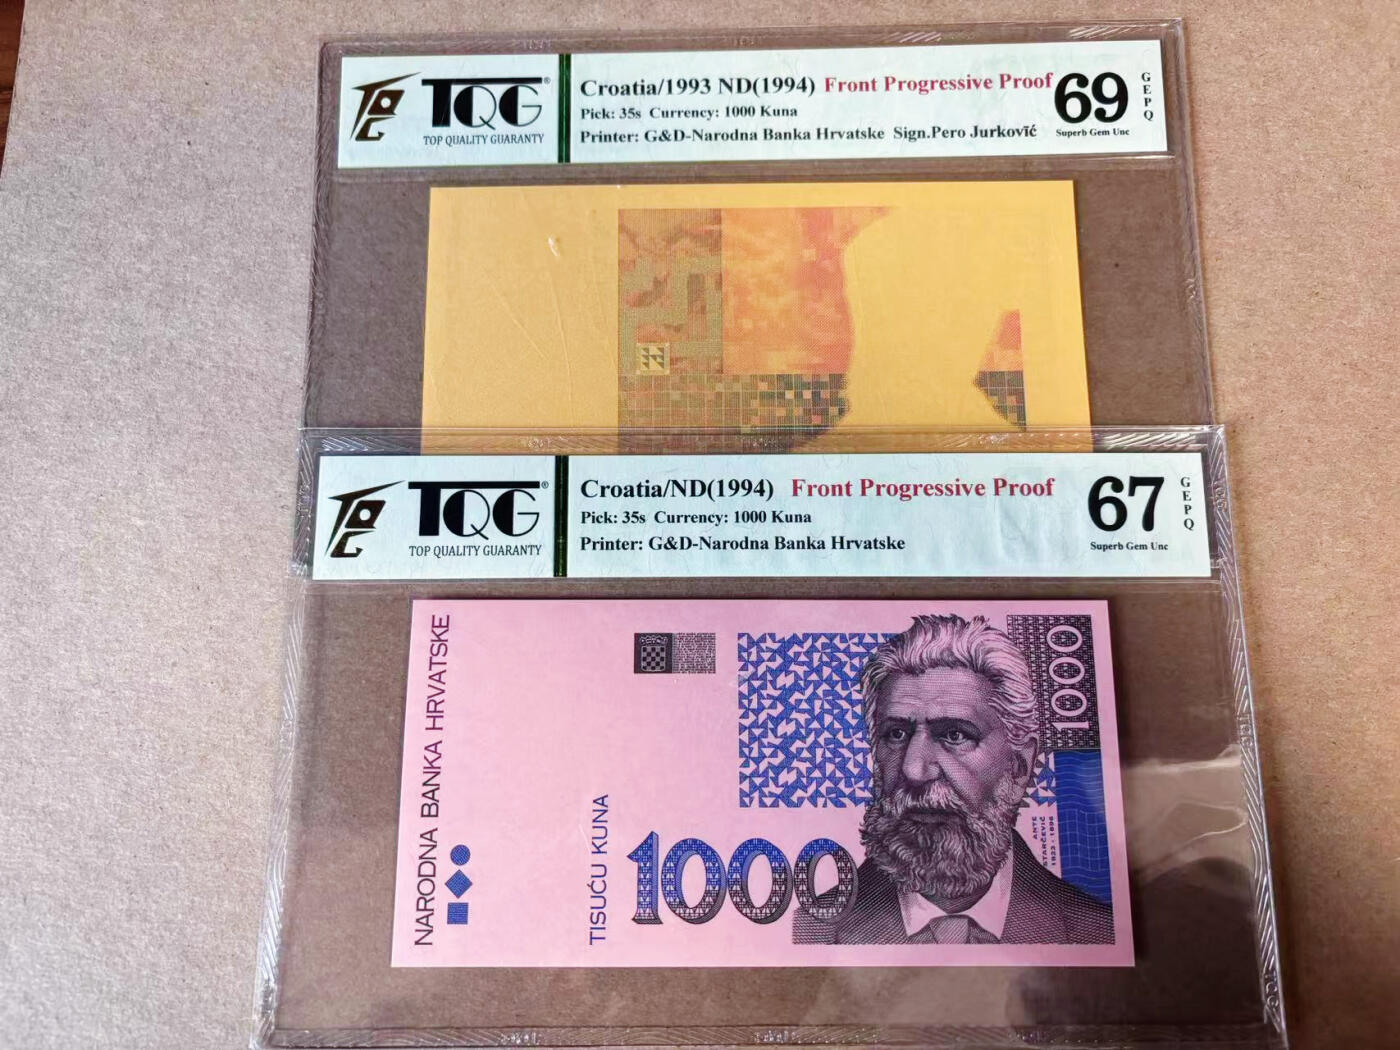 TQG®
TOP QUALITY GUARANTY
Croatia/1993 ND(1994) Front Progressive Proof
Pick: 35s Currency: 1000 Kuna
Printer: G&D-Narodna Banka Hrvatske Sign.Pero Jurkovīć
69
Superb Gem Unc
GEPQ
TQG®
TOP QUALITY GUARANTY
Croatia/ND(1994) Front Progressive Proof
Pick: 35s Currency: 1000 Kuna
Printer: G&D-Narodna Banka Hrvatske
67
Superb Gem Unc
GEPQ
NARODNA BANKA HRVATSKE
TISUĆU KUNA
1000
1000
ANTE
STARČEVIĆ
1823 - 1896